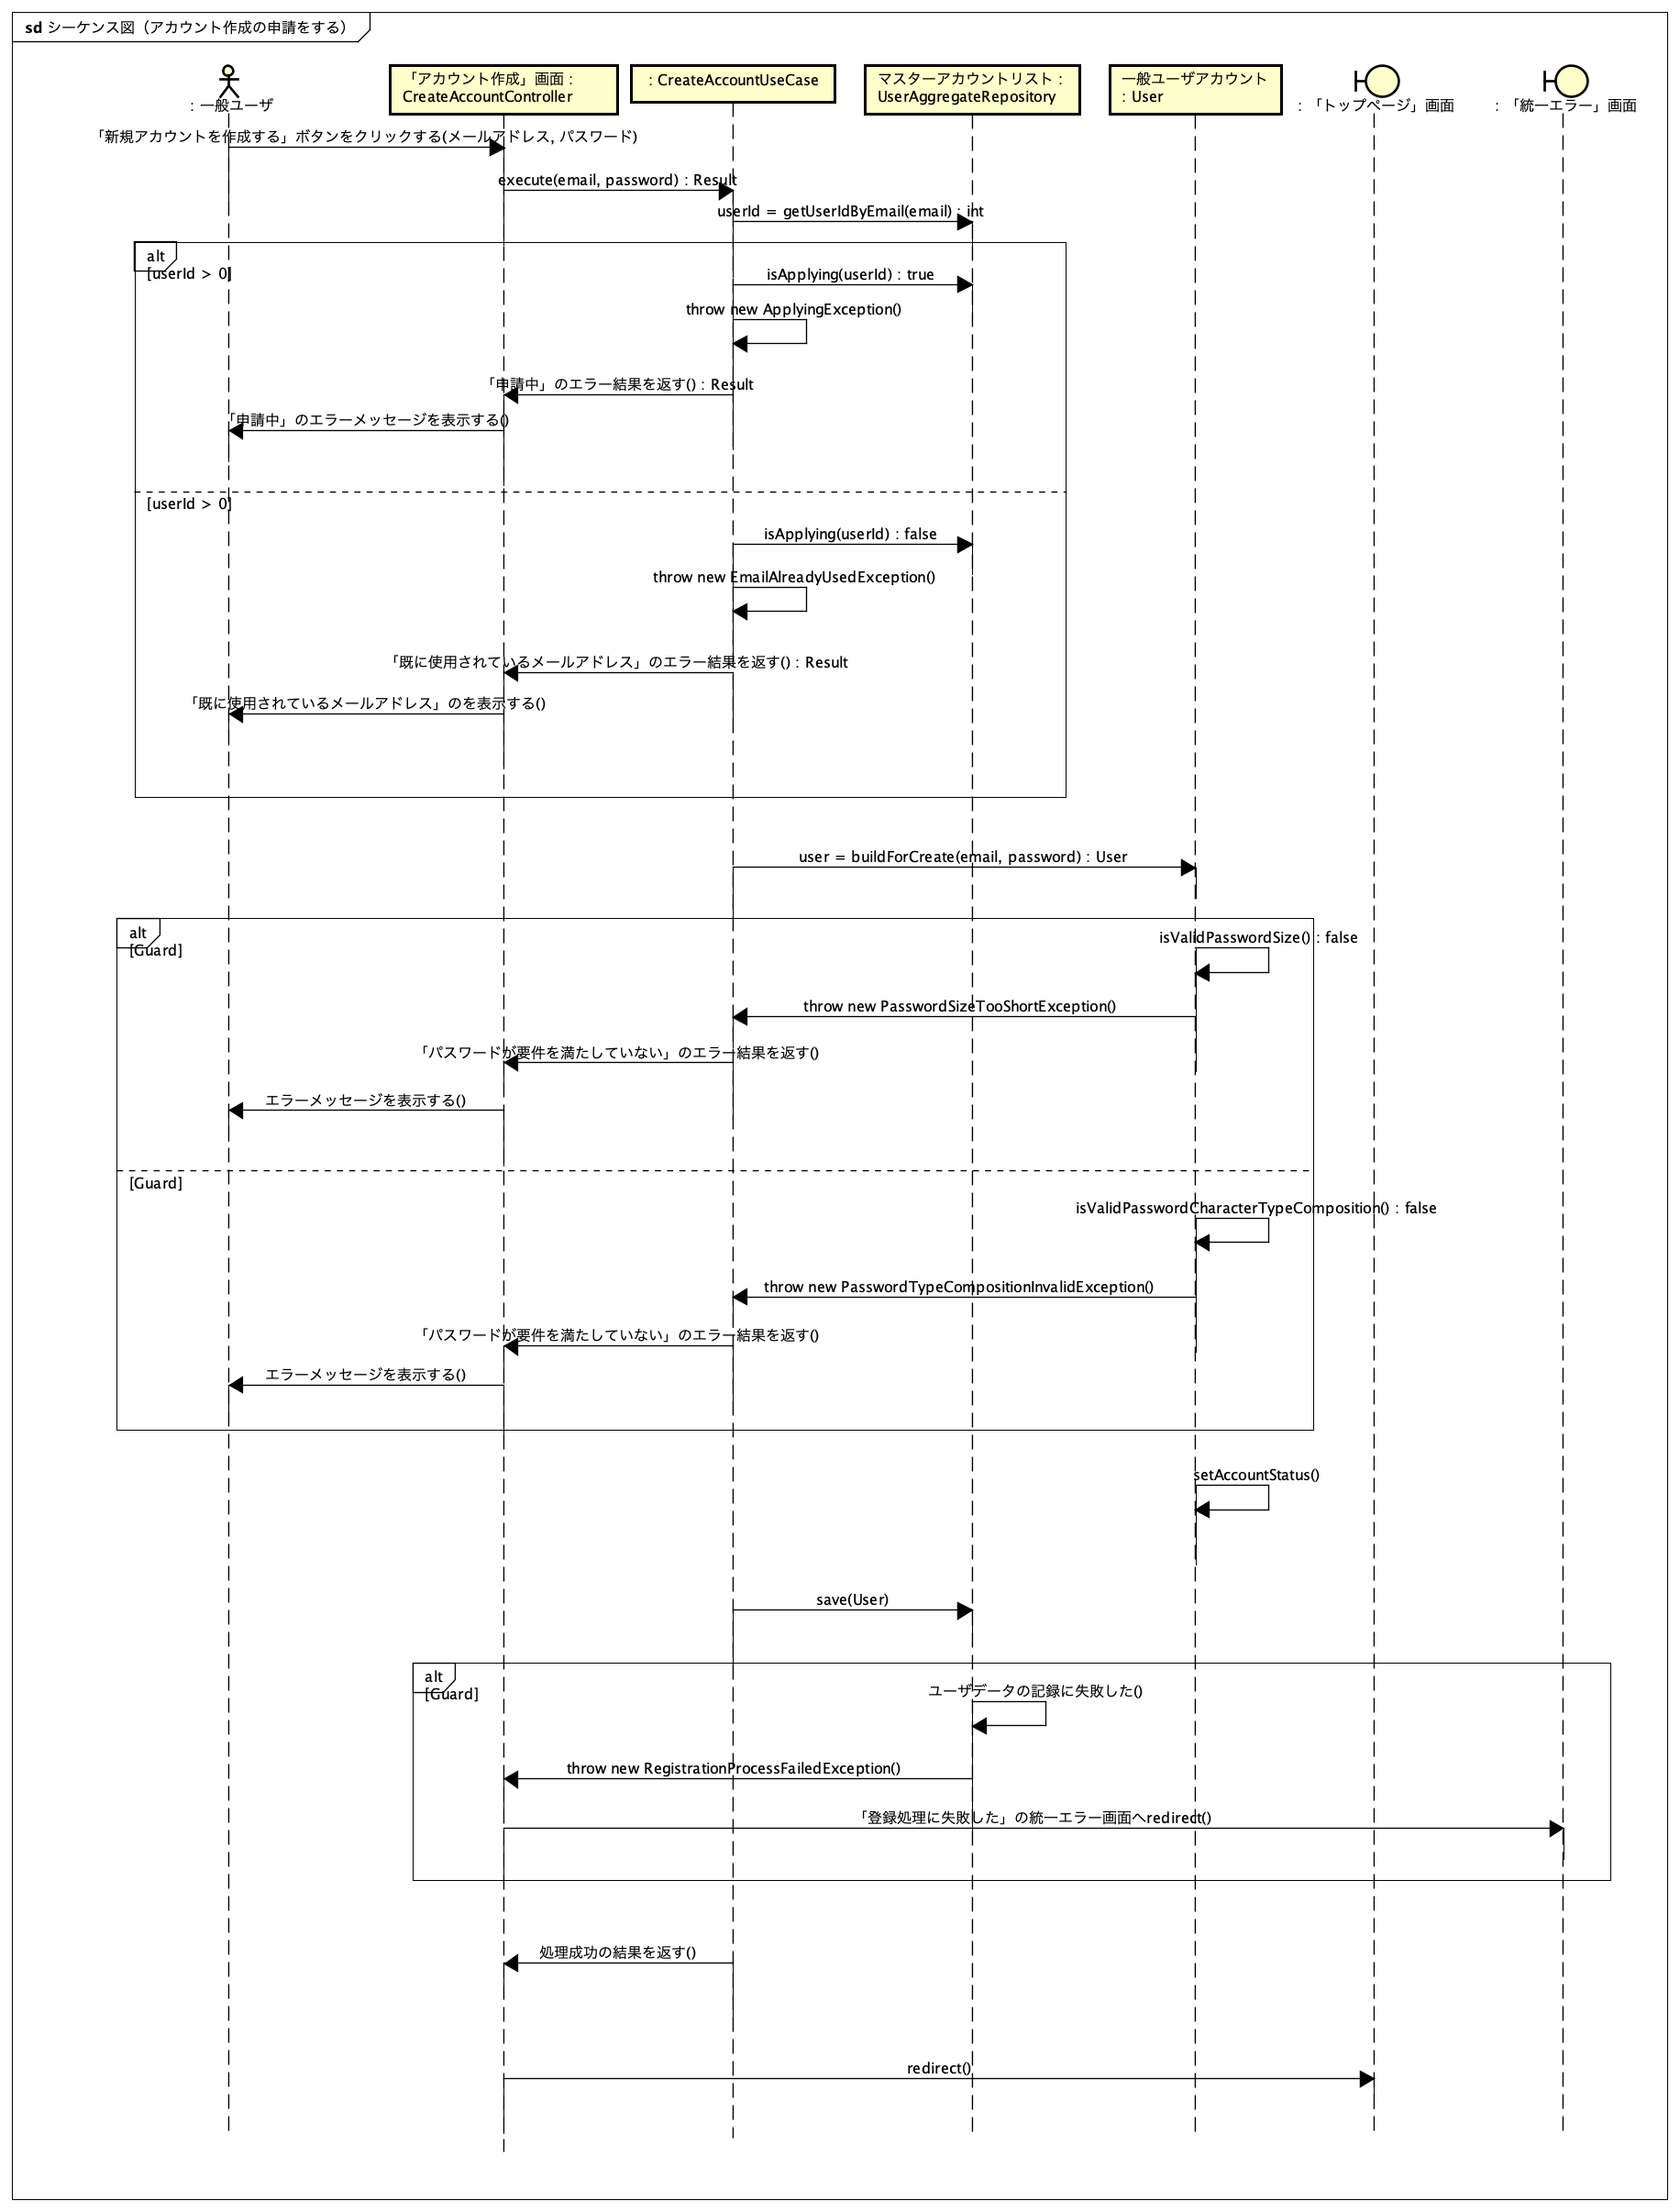 sd シーケンス図（アカウント作成の申請をする）
: 一般ユーザ
「アカウント作成」画面 :
CreateAccountController
: CreateAccountUseCase
マスターアカウントリスト :
UserAggregateRepository
一般ユーザアカウント
: User
: 「トップページ」画面
: 「統一エラー」画面
「新規アカウントを作成する」ボタンをクリックする(メールアドレス, パスワード)
execute(email, password) : Result
userId = getUserIdByEmail(email) : int
alt
[userId > 0]
isApplying(userId) : true
throw new ApplyingException()
「申請中」のエラー結果を返す() : Result
「申請中」のエラーメッセージを表示する()
[userId > 0]
isApplying(userId) : false
throw new EmailAlreadyUsedException()
「既に使用されているメールアドレス」のエラー結果を返す() : Result
「既に使用されているメールアドレス」のを表示する()
user = buildForCreate(email, password) : User
alt
[Guard]
isValidPasswordSize() : false
throw new PasswordSizeTooShortException()
「パスワードが要件を満たしていない」のエラー結果を返す()
エラーメッセージを表示する()
[Guard]
isValidPasswordCharacterTypeComposition() : false
throw new PasswordTypeCompositionInvalidException()
「パスワードが要件を満たしていない」のエラー結果を返す()
エラーメッセージを表示する()
setAccountStatus()
save(User)
alt
[Guard]
ユーザデータの記録に失敗した()
throw new RegistrationProcessFailedException()
「登録処理に失敗した」の統一エラー画面へredirect()
処理成功の結果を返す()
redirect()